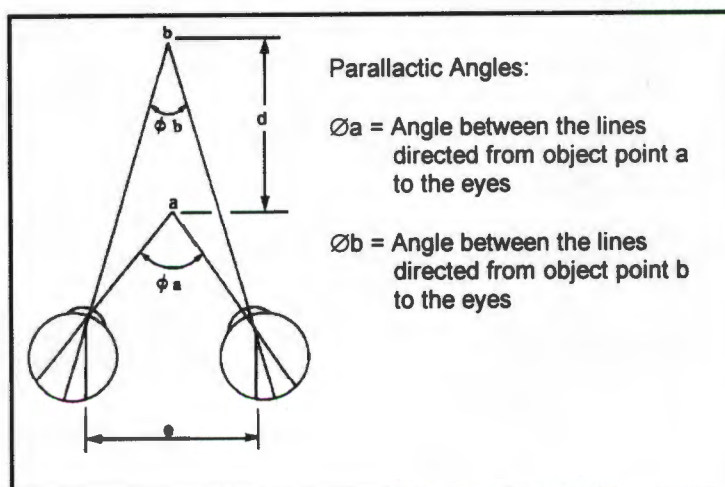 b
φ b
d
a
φ a
e
Parallactic Angles:
Øa = Angle between the lines
directed from object point a
to the eyes
Øb = Angle between the lines
directed from object point b
to the eyes